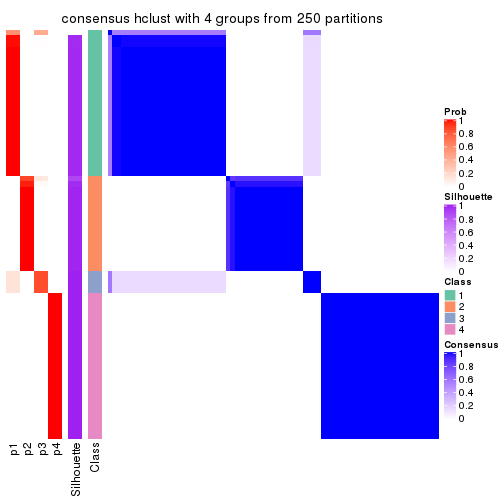 consensus hclust with 4 groups from 250 partitions
Prob
1
0.8
0.6
0.4
0.2
0
Silhouette
1
0.8
0.6
0.4
0.2
0
Class
1
2
3
4
Consensus
1
0.8
0.6
0.4
0.2
0
p1
p2
p3
p4
Silhouette
Class